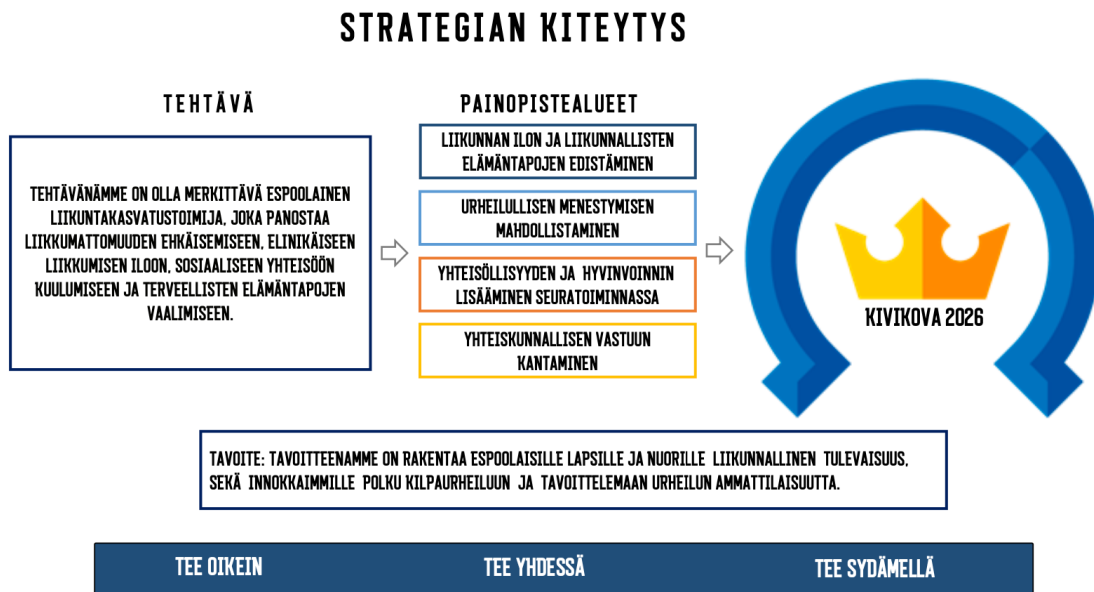 STRATEGIAN KITEYTYS
TEHTÄVÄ
TEHTÄVÄNÄMME ON OLLA MERKITTÄVÄ ESPOOLAINEN
LIIKUNTAKASVATUSTOIMIJA, JOKA PANOSTAA
LIIKKUMATTOMUUDEN EHKÄISEMISEEN, ELINIKÄISEEN
LIIKKUMISEN ILOON, SOSIAALISEEN YHTEISÖÖN
KUULUMISEEN JA TERVEELLISTEN ELÄMÄNTAPOJEN
VAALIMISEEN.
PAINOPISTEALUEET
LIIKUNNAN ILON JA LIIKUNNALLISTEN
ELÄMÄNTAPOJEN EDISTÄMINEN
URHEILULLISEN MENESTYMISEN
MAHDOLLISTAMINEN
YHTEISÖLLISYYDEN JA HYVINVOINNIN
LISÄÄMINEN SEURATOIMINNASSA
YHTEISKUNNALLISEN VASTUUN
KANTAMINEN
KIVIKOVA 2026
TAVOITE: TAVOITTEENAMME ON RAKENTAA ESPOOLAISILLE LAPSILLE JA NUORILLE LIIKUNNALLINEN TULEVAISUUS,
SEKÄ INNOKKAIMMILLE POLKU KILPAURHEILUUN JA TAVOITTELEMAAN URHEILUN AMMATTILAISUUTTA.
TEE OIKEIN
TEE YHDESSÄ
TEE SYDÄMELLÄ